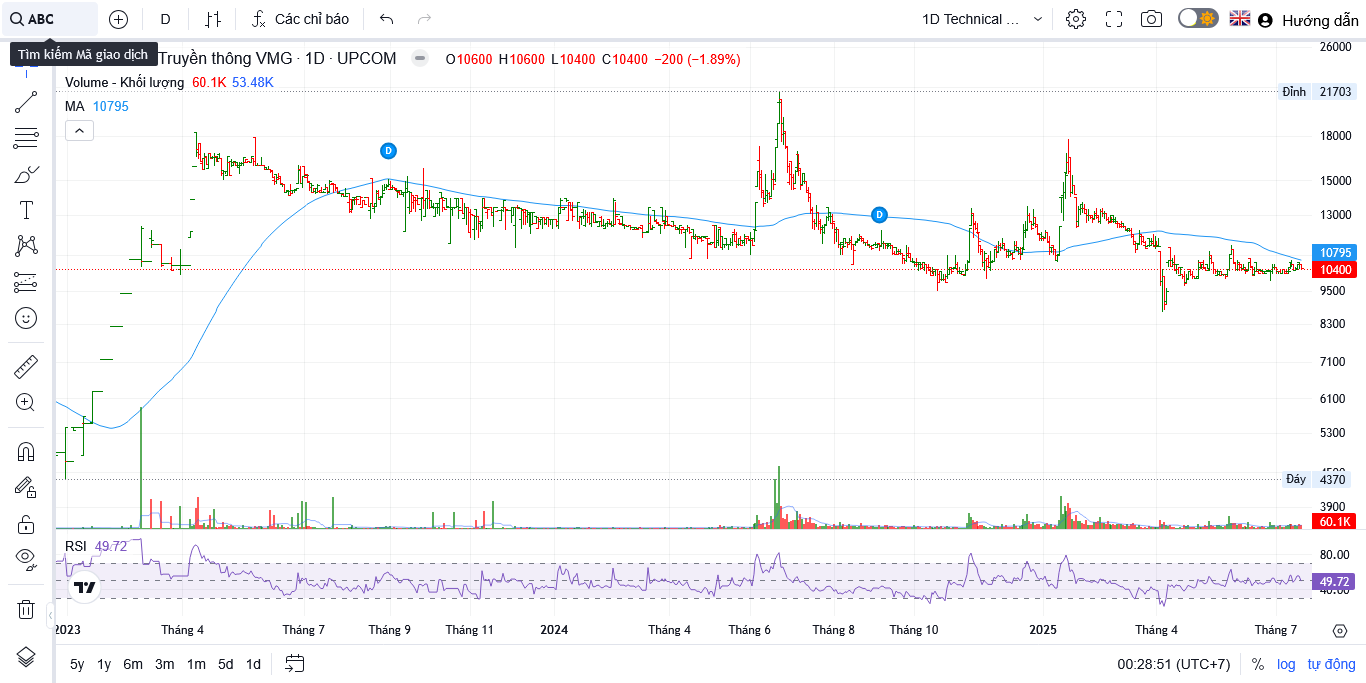 ABC
D
Các chỉ báo
1D Technical ...
Hướng dẫn
Tìm kiếm Mã giao dịch
Truyền thông VMG · 1D · UPCOM
O10600 H10600 L10400 C10400 −200 (−1.89%)
Volume - Khối lượng 60.1K 53.48K
MA 10795
26000
Đỉnh 21703
18000
15000
13000
10795
10400
9500
8300
7100
6100
5300
Đáy 4370
3900
60.1K
D
D
RSI 49.72
80.00
49.72
40.00
2023
Tháng 4
Tháng 7
Tháng 9
Tháng 11
2024
Tháng 4
Tháng 6
Tháng 8
Tháng 10
2025
Tháng 4
Tháng 7
5y 1y 6m 3m 1m 5d 1d
00:28:51 (UTC+7)
% log tự động